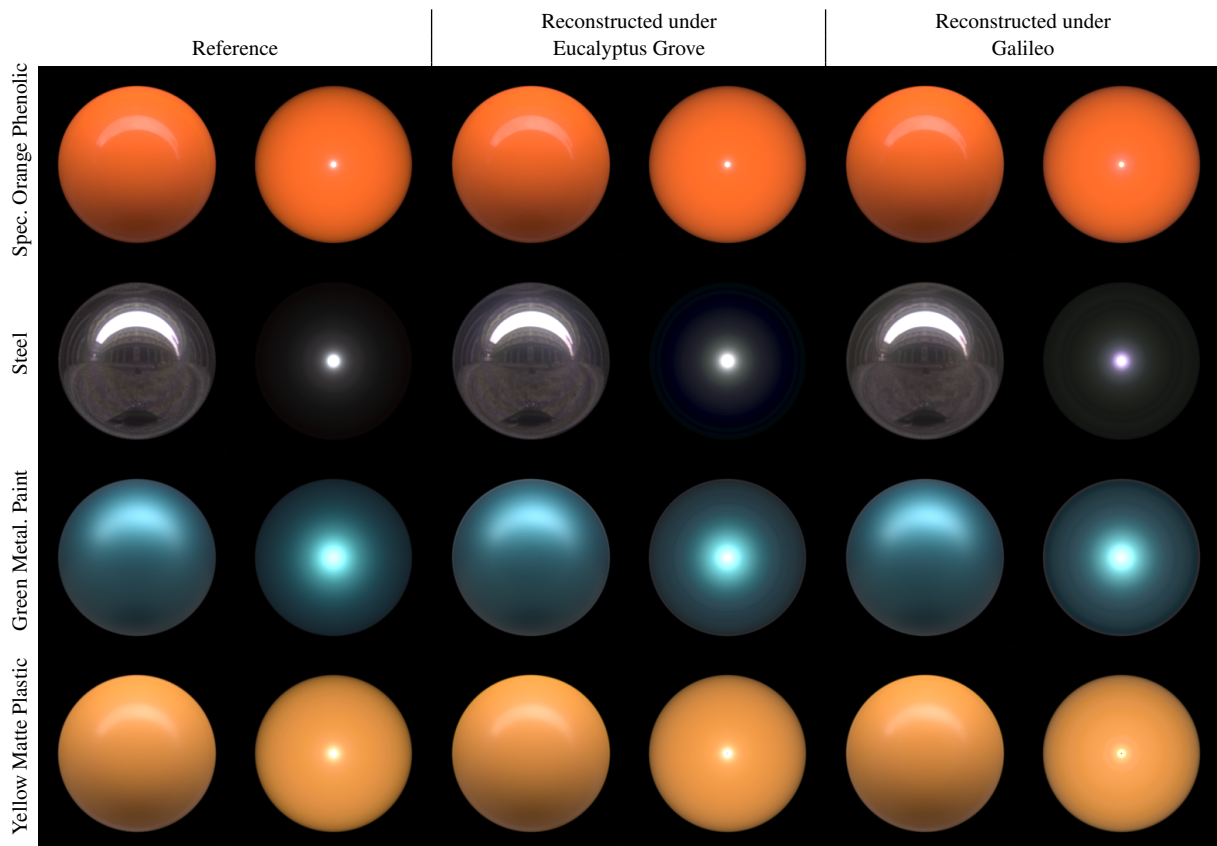 Reference
Reconstructed under
Eucalyptus Grove
Reconstructed under
Galileo
Spec. Orange Phenolic
Steel
Green Metal. Paint
Yellow Matte Plastic